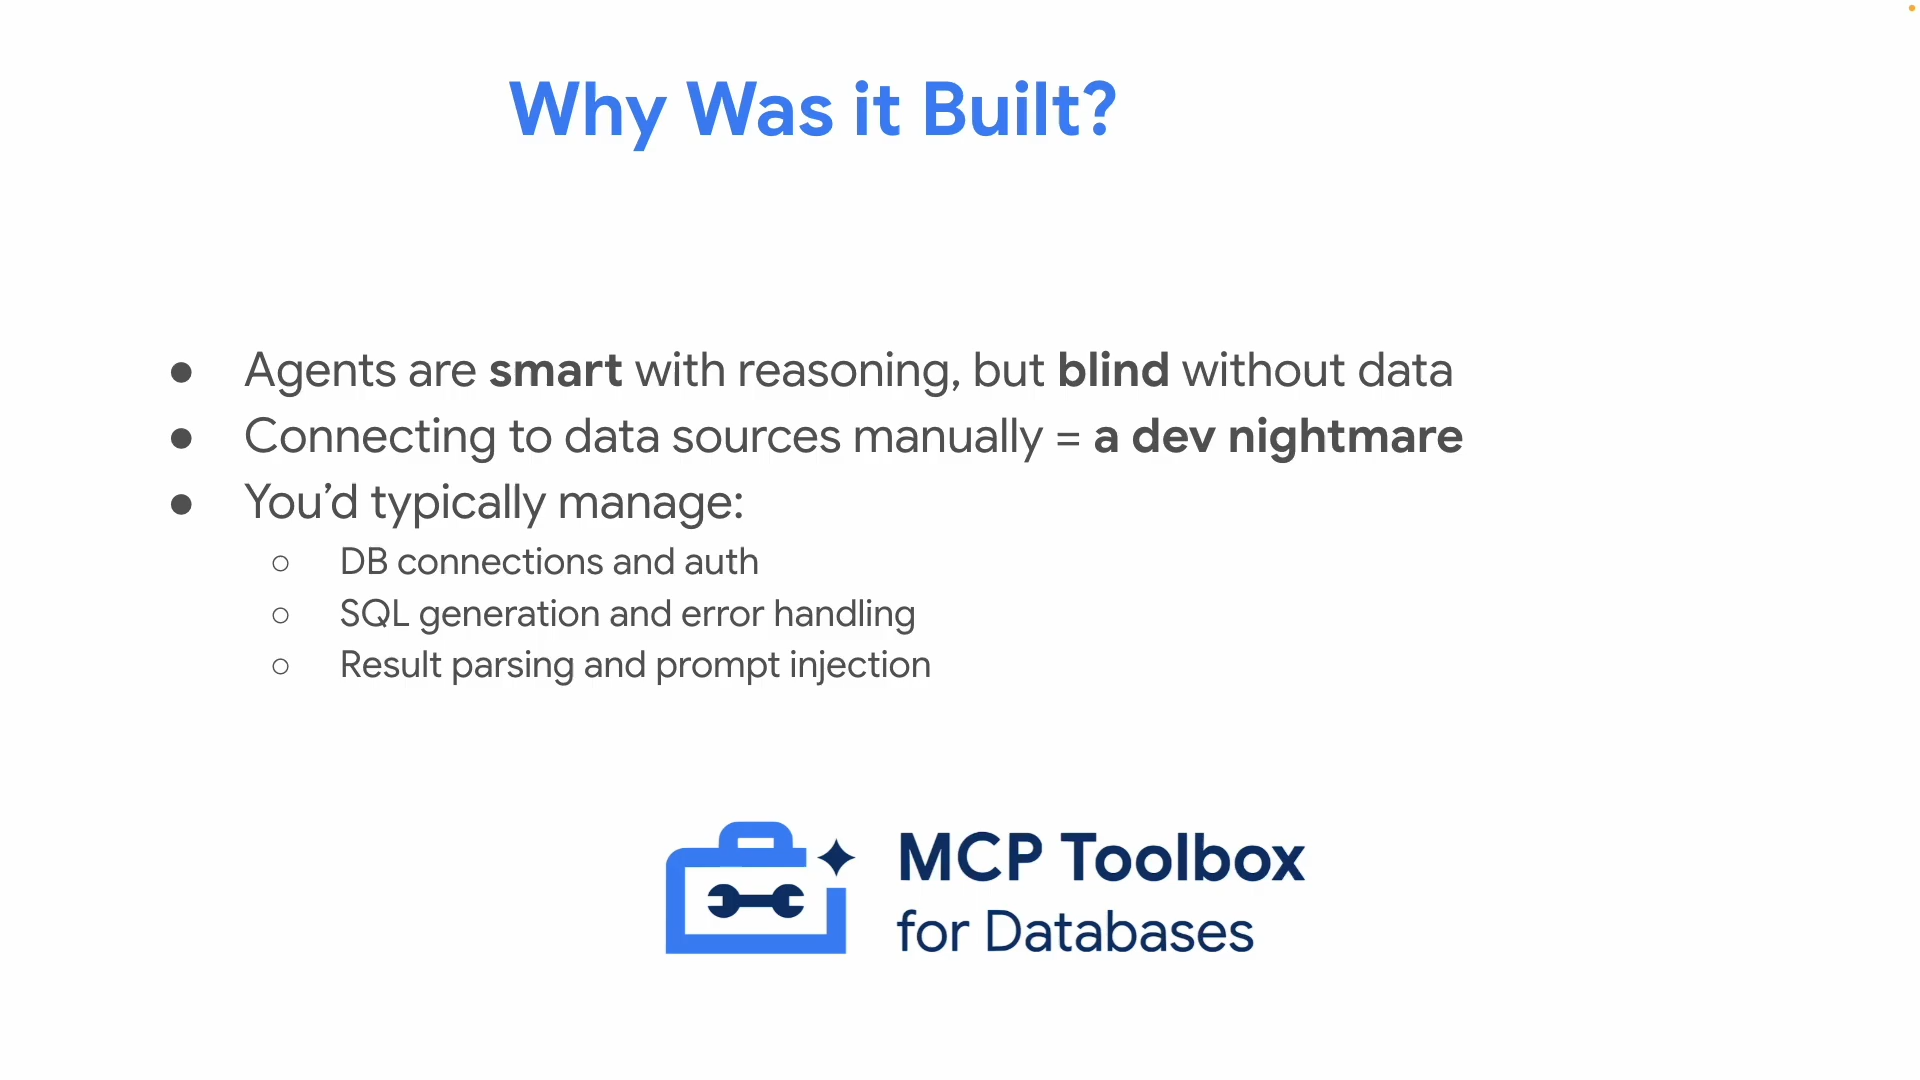 Why Was it Built?
● Agents are smart with reasoning, but blind without data
● Connecting to data sources manually = a dev nightmare
● You’d typically manage:
○ DB connections and auth
○ SQL generation and error handling
○ Result parsing and prompt injection
MCP Toolbox
for Databases